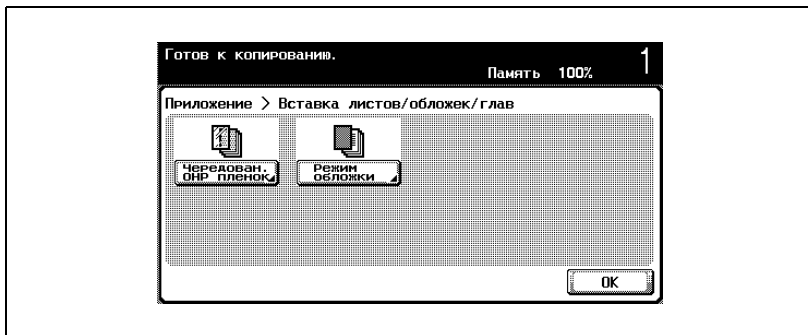 Готов к копированию.
Память 100% 1
Приложение > Вставка листов/обложек/глав
Чередован.
OHP пленок
Режим
обложки
OK